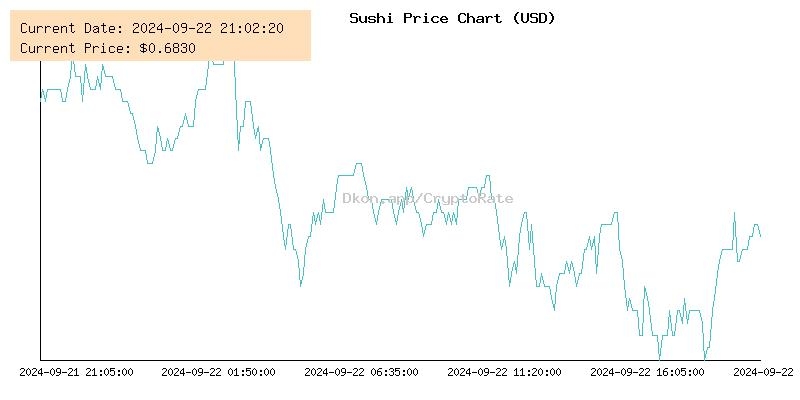 Sushi Price Chart (USD)
Current Date: 2024-09-22 21:02:20
Current Price: $0.6830
Dkon.app/CryptoRate
2024-09-21 21:05:00 2024-09-22 01:50:00 2024-09-22 06:35:00 2024-09-22 11:20:00 2024-09-22 16:05:00 2024-09-22